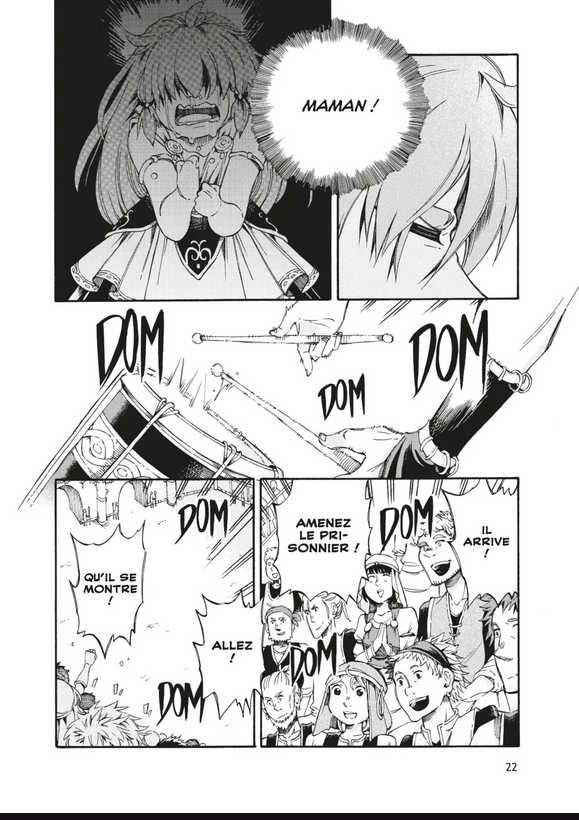 MAMAN !
DOM
DOM
DOM
DOM
QU'IL SE
MONTRE
!
ALLEZ
!
DOM
AMENEZ
LE PRI-
SONNIER !
DOM
IL
ARRIVE
!
DOM
22